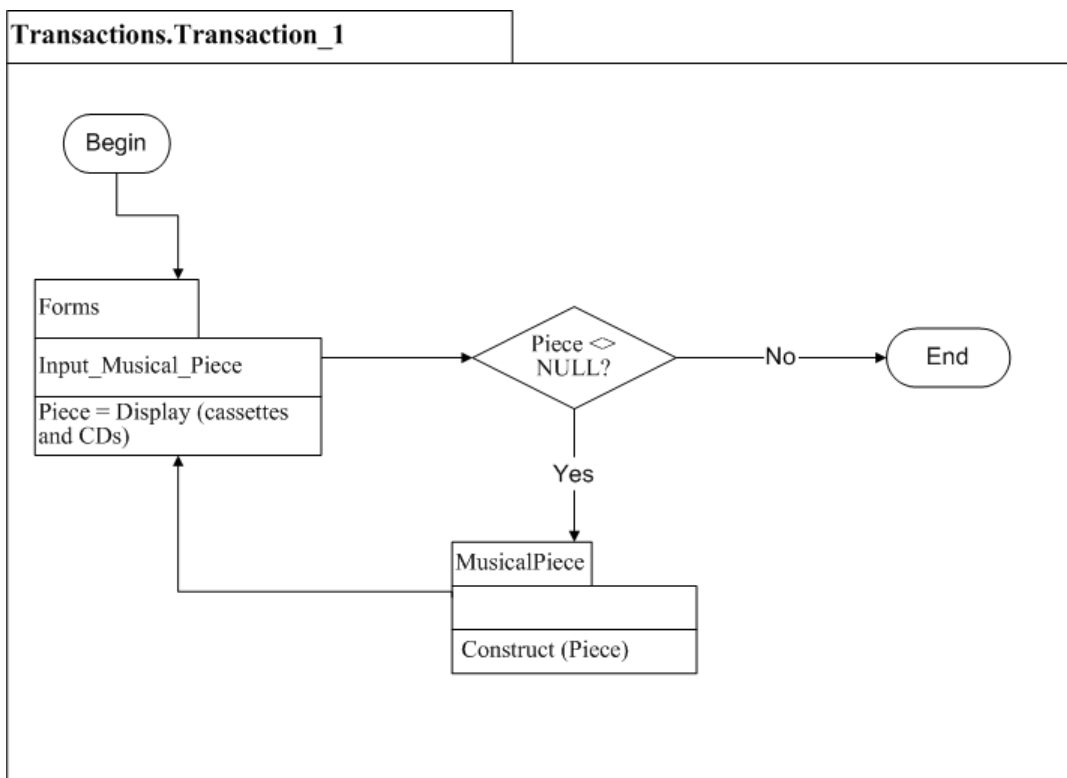 Transactions.Transaction_1
Begin
Forms
Input_Musical_Piece
Piece = Display (cassettes
and CDs)
Piece <>
NULL?
No
End
Yes
MusicalPiece
Construct (Piece)